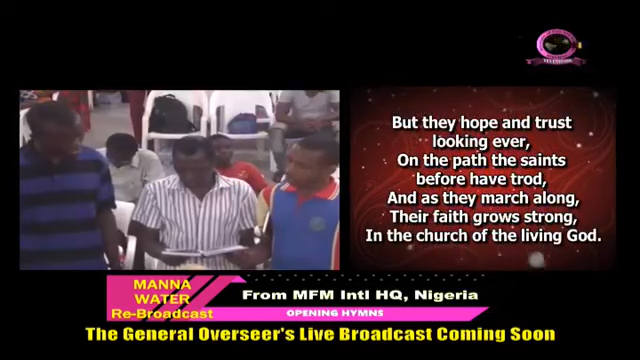 But they hope and trust
looking ever,
On the path the saints
before have trod,
And as they march along,
Their faith grows strong,
In the church of the living God.
MANNA
WATER
Re-Broadcast
From MFM Intl HQ, Nigeria
OPENING HYMNS
The General Overseer's Live Broadcast Coming Soon